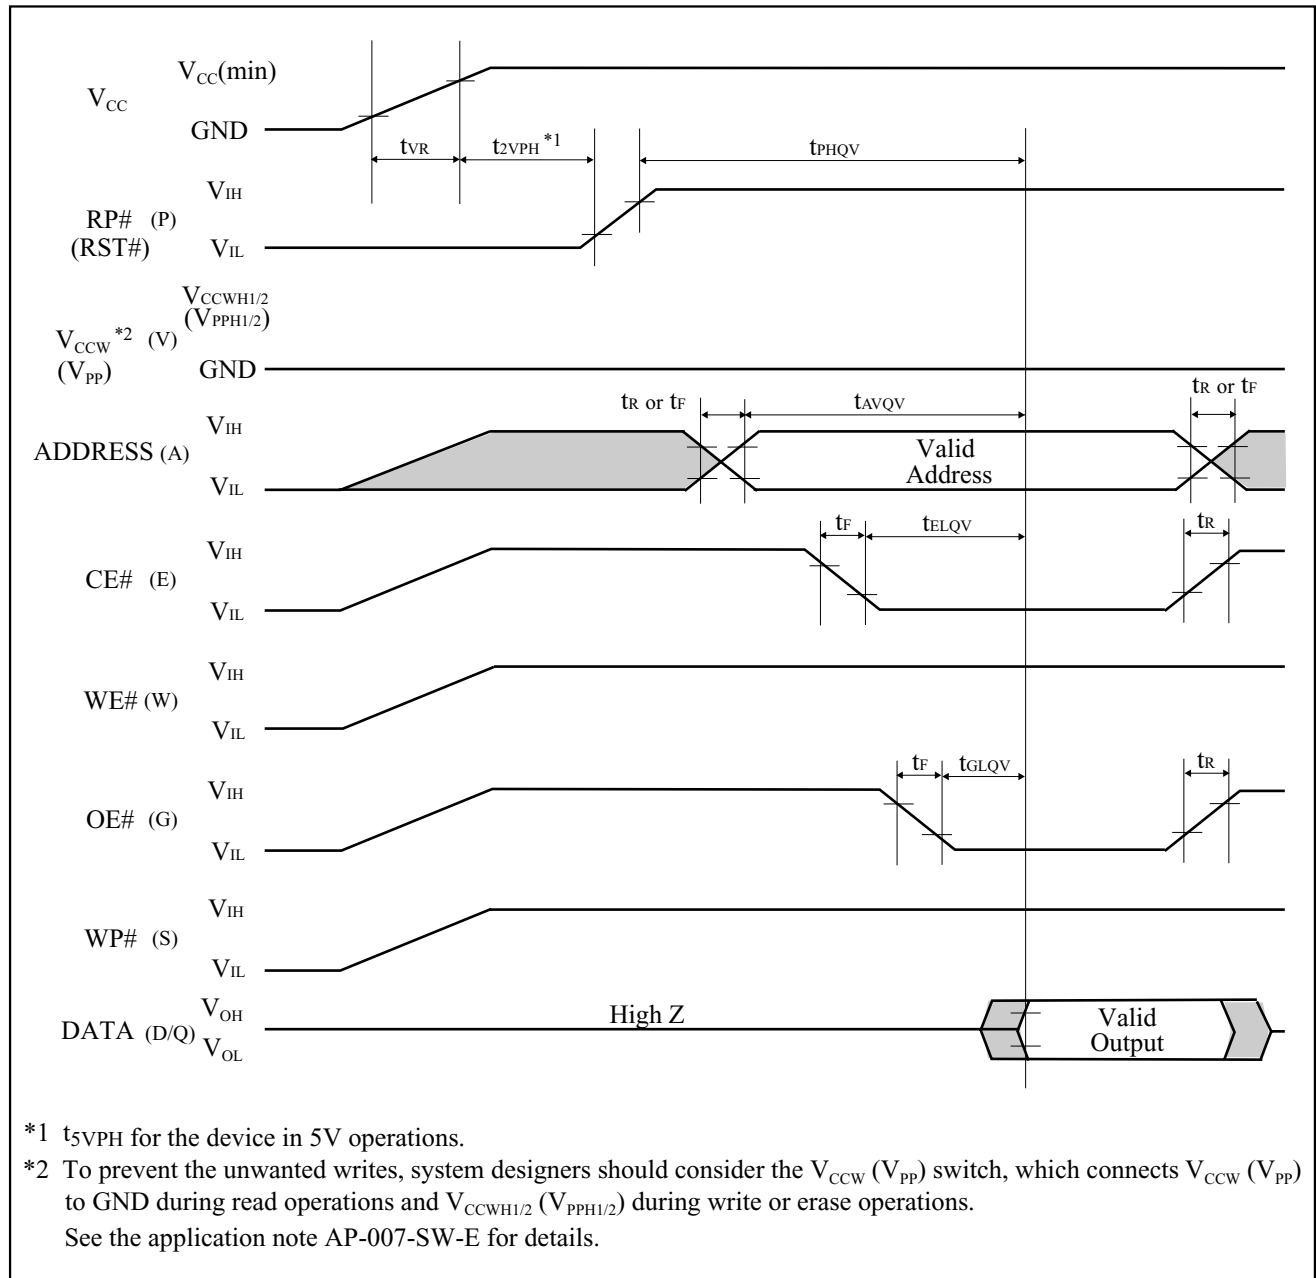 VCC(min)
VCC
GND
tVR
t2VPH *1
tPHQV
VIH
RP# (P)
(RST#)
VIL
VCCWH1/2
(VPPH1/2)
VCCW *2 (V)
(VPP)
GND
tR or tF
tAVQV
tR or tF
VIH
ADDRESS (A)
Valid
Address
VIL
tF
tELQV
tR
VIH
CE# (E)
VIL
VIH
WE# (W)
VIL
tF
tGLQV
tR
VIH
OE# (G)
VIL
VIH
WP# (S)
VIL
VOH
DATA (D/Q)
VOL
High Z
Valid
Output
*1 t5VPH for the device in 5V operations.
*2 To prevent the unwanted writes, system designers should consider the VCCW (VPP) switch, which connects VCCW (VPP)
to GND during read operations and VCCWH1/2 (VPPH1/2) during write or erase operations.
See the application note AP-007-SW-E for details.